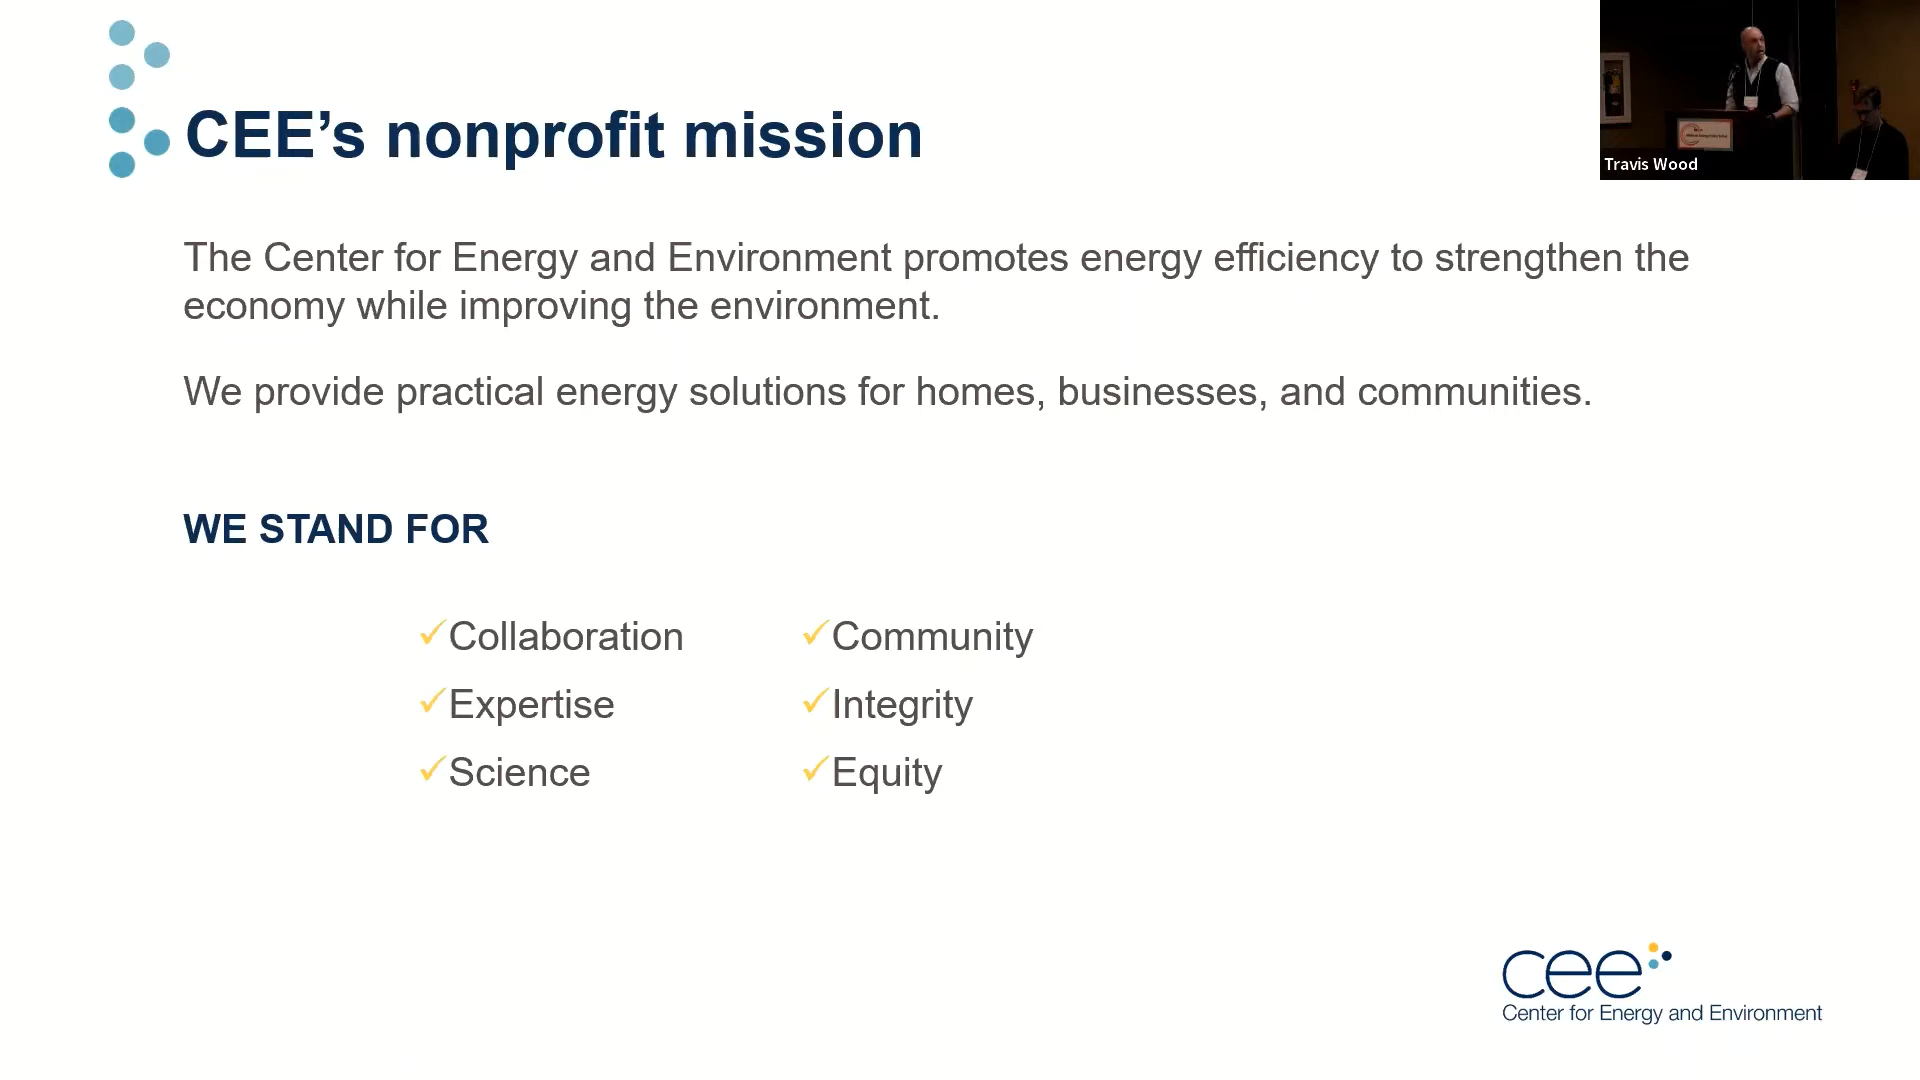 CEE’s nonprofit mission
Travis Wood
The Center for Energy and Environment promotes energy efficiency to strengthen the
economy while improving the environment.
We provide practical energy solutions for homes, businesses, and communities.
WE STAND FOR
✓Collaboration ✓Community
✓Expertise ✓Integrity
✓Science ✓Equity
cee
Center for Energy and Environment